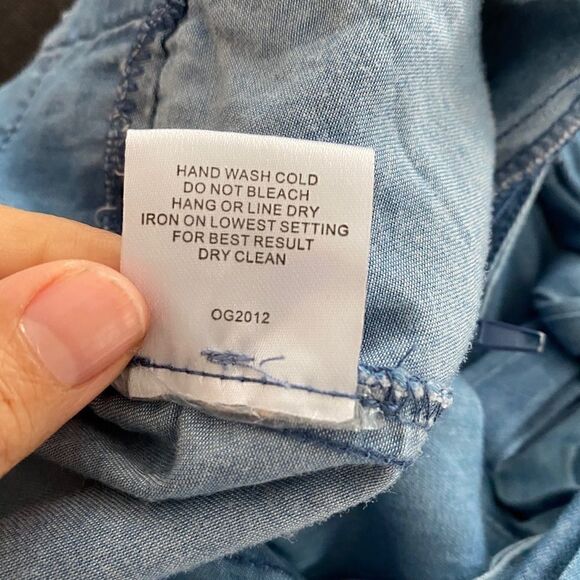 HAND WASH COLD
DO NOT BLEACH
HANG OR LINE DRY
IRON ON LOWEST SETTING
FOR BEST RESULT
DRY CLEAN
OG2012